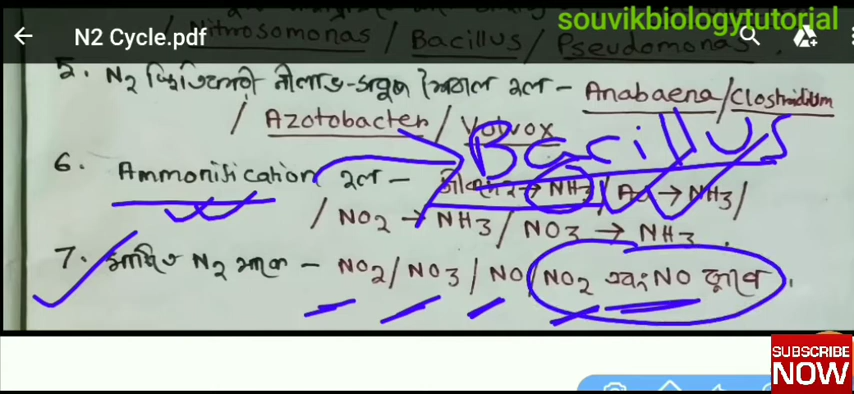 souvikbiologytutorial
N2 Cycle.pdf
/ Nitrosomonas / Bacillus / Pseudomonas.
5. N2 স্থিতিকারী নীলাভ-সবুজ শৈবাল হল - Anabaena / Clostridium
/ Azotobacter / Volvox
Bacillus
6. Ammonification হল - → NH3 / → NH3 /
/ NO2 → NH3 / NO3 → NH3.
7. N2 থাকে - NO2 / NO3 / NO / NO2 এবং NO রূপে.
SUBSCRIBE
NOW